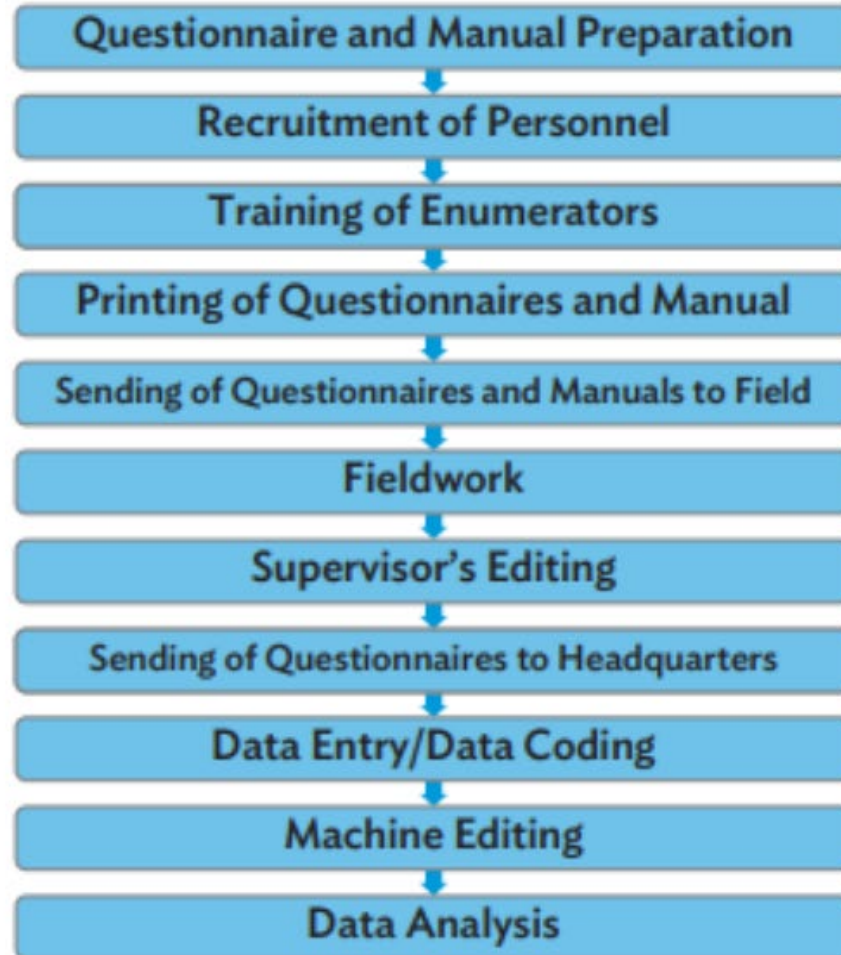 Questionnaire and Manual Preparation
Recruitment of Personnel
Training of Enumerators
Printing of Questionnaires and Manual
Sending of Questionnaires and Manuals to Field
Fieldwork
Supervisor’s Editing
Sending of Questionnaires to Headquarters
Data Entry/Data Coding
Machine Editing
Data Analysis